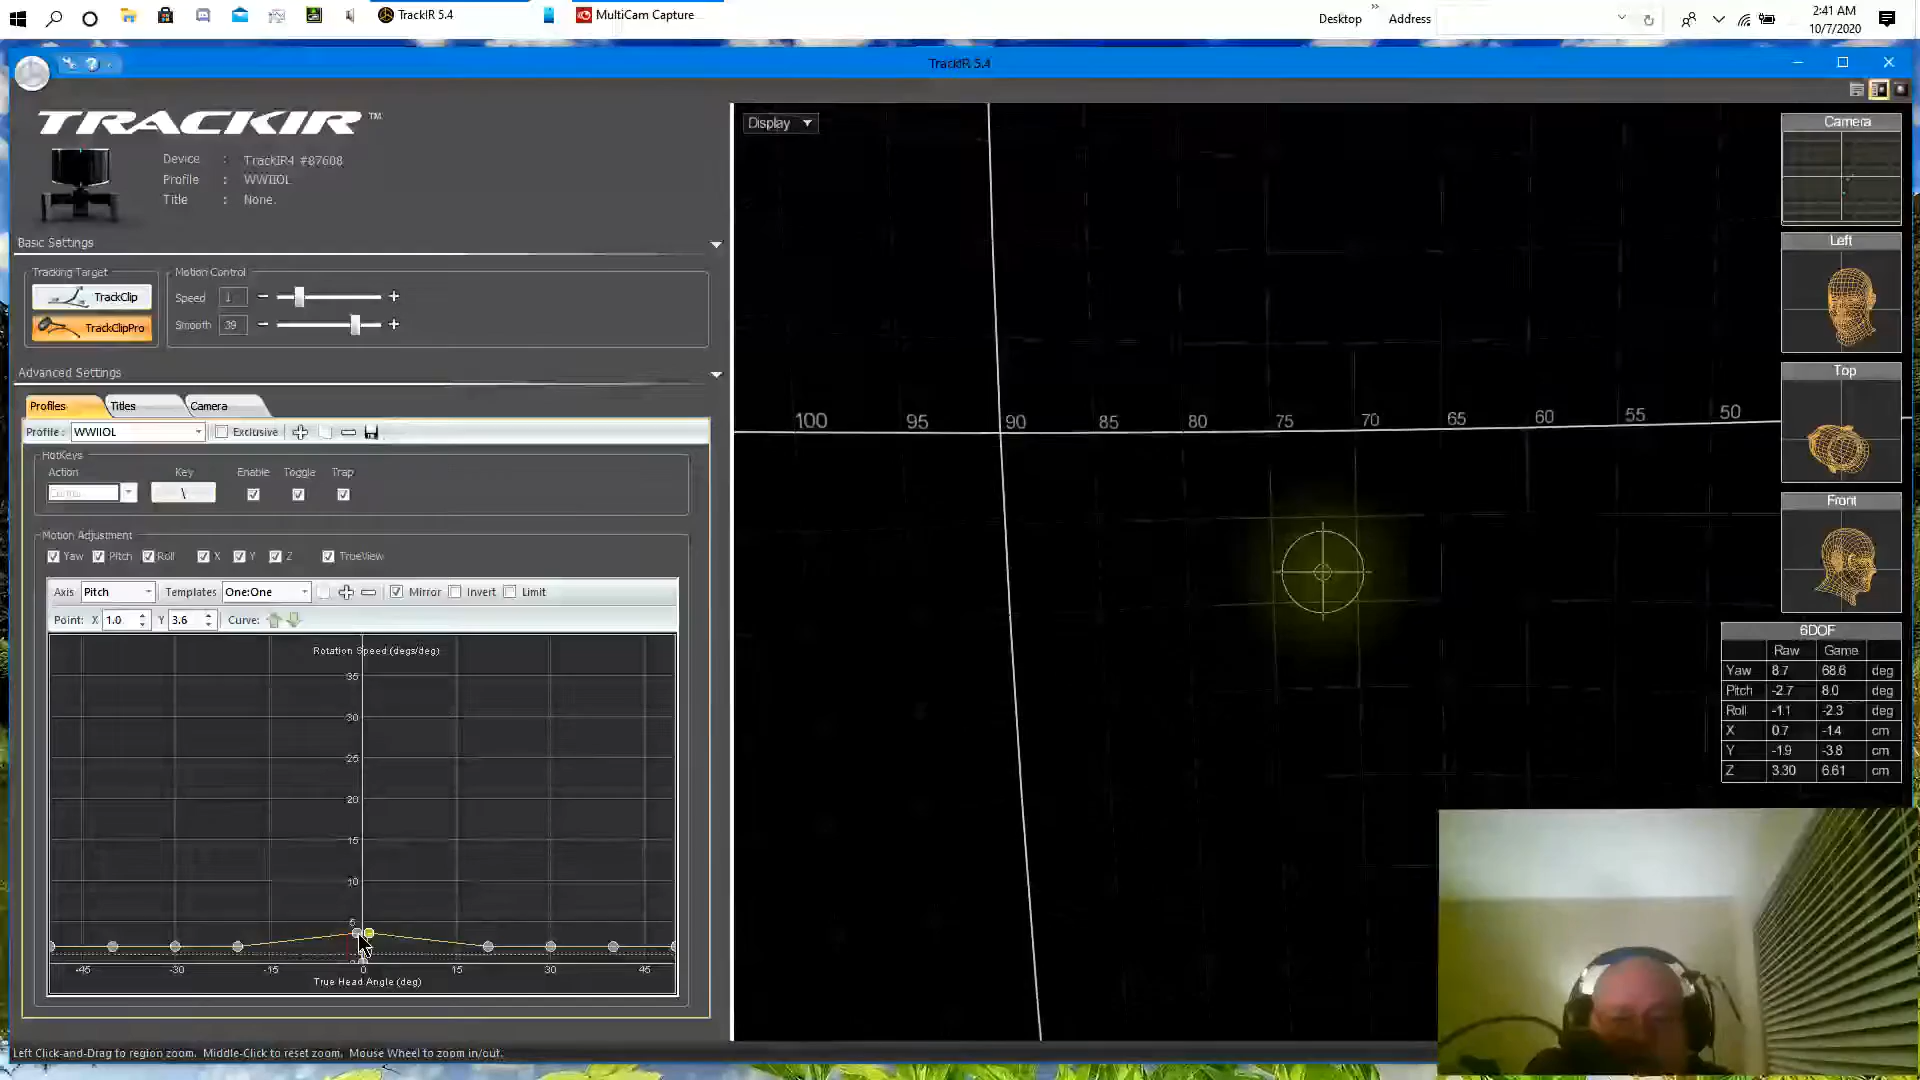 TrackIR 5.4
MultiCam Capture
Desktop
Address
2:41 AM
10/7/2020
TrackIR 5.4
TRACKIR™
Device : TrackIR4 #87608
Profile : WWIIOL
Title : None.
Basic Settings
Tracking Target
TrackClip
TrackClipPro
Motion Control
Speed 1 - +
Smooth 39 - +
Advanced Settings
Profiles Titles Camera
Profile: WWIIOL Exclusive
HotKeys
Action Key Enable Toggle Trap
\
Motion Adjustment
Yaw Pitch Roll X Y Z TrueView
Axis Pitch Templates One:One Mirror Invert Limit
Point: X 1.0 Y 3.6 Curve:
Rotation Speed (degs/deg)
35
30
25
20
15
10
5
-45 -30 -15 0 15 30 45
True Head Angle (deg)
Left Click-and-Drag to region zoom. Middle-Click to reset zoom. Mouse Wheel to zoom in/out.
Display
100 95 90 85 80 75 70 65 60 55 50
Camera
Left
Top
Front
6DOF
Raw Game
Yaw 8.7 68.6 deg
Pitch -2.7 8.0 deg
Roll -1.1 -2.3 deg
X 0.7 -1.4 cm
Y -1.9 -3.8 cm
Z 3.30 6.61 cm